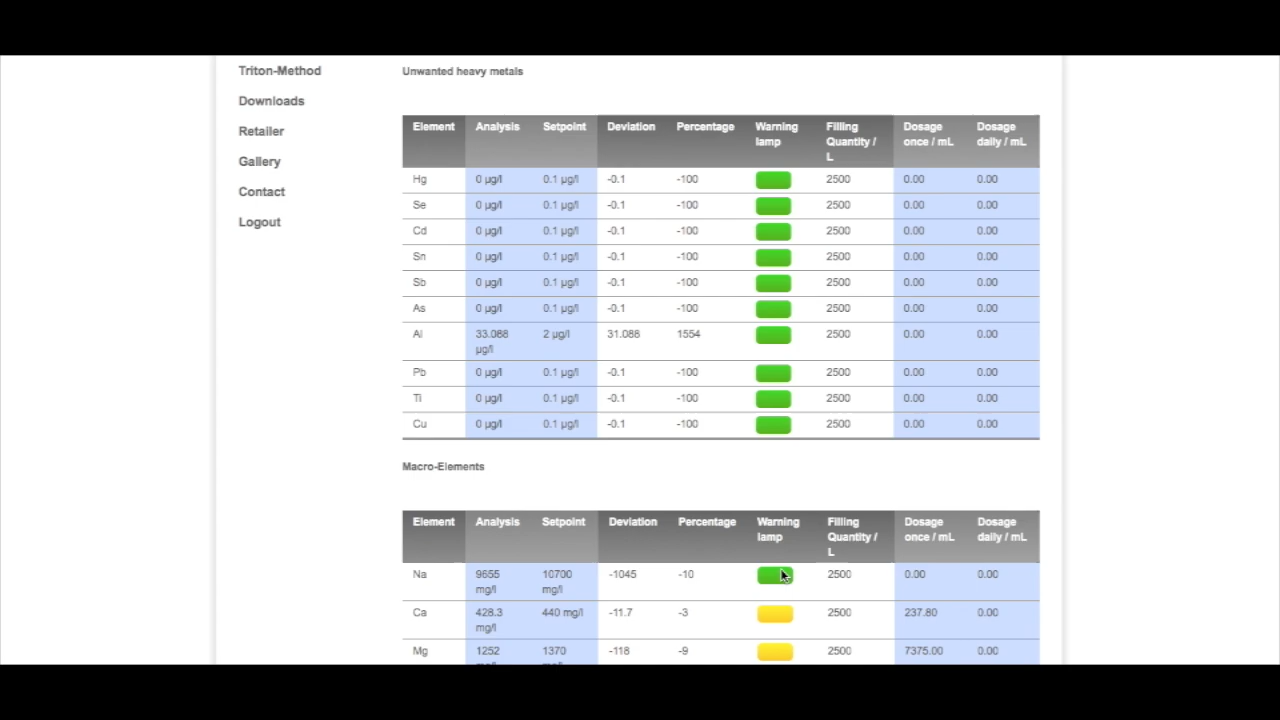 Triton-Method
Downloads
Retailer
Gallery
Contact
Logout
Unwanted heavy metals
Element Analysis Setpoint Deviation Percentage Warning lamp Filling Quantity / L Dosage once / mL Dosage daily / mL
Hg 0 µg/l 0.1 µg/l -0.1 -100 2500 0.00 0.00
Se 0 µg/l 0.1 µg/l -0.1 -100 2500 0.00 0.00
Cd 0 µg/l 0.1 µg/l -0.1 -100 2500 0.00 0.00
Sn 0 µg/l 0.1 µg/l -0.1 -100 2500 0.00 0.00
Sb 0 µg/l 0.1 µg/l -0.1 -100 2500 0.00 0.00
As 0 µg/l 0.1 µg/l -0.1 -100 2500 0.00 0.00
Al 33.088 µg/l 2 µg/l 31.088 1554 2500 0.00 0.00
Pb 0 µg/l 0.1 µg/l -0.1 -100 2500 0.00 0.00
Ti 0 µg/l 0.1 µg/l -0.1 -100 2500 0.00 0.00
Cu 0 µg/l 0.1 µg/l -0.1 -100 2500 0.00 0.00
Macro-Elements
Element Analysis Setpoint Deviation Percentage Warning lamp Filling Quantity / L Dosage once / mL Dosage daily / mL
Na 9655 mg/l 10700 mg/l -1045 -10 2500 0.00 0.00
Ca 428.3 mg/l 440 mg/l -11.7 -3 2500 237.80 0.00
Mg 1252 1370 -118 -9 2500 7375.00 0.00